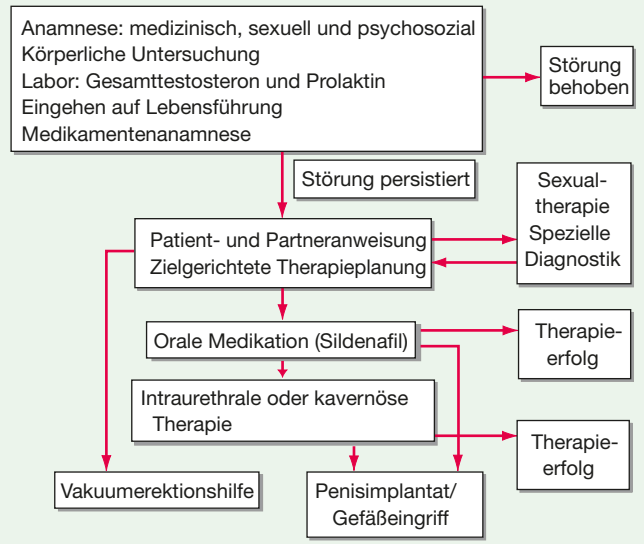 Anamnese: medizinisch, sexuell und psychosozial
Körperliche Untersuchung
Labor: Gesamttestosteron und Prolaktin
Eingehen auf Lebensführung
Medikamentenanamnese
Störung
behoben
Störung persistiert
Patient- und Partneranweisung
Zielgerichtete Therapieplanung
Sexual-
therapie
Spezielle
Diagnostik
Orale Medikation (Sildenafil)
Therapie-
erfolg
Intraurethrale oder kavernöse
Therapie
Therapie-
erfolg
Vakuumerektionshilfe
Penisimplantat/
Gefäßeingriff